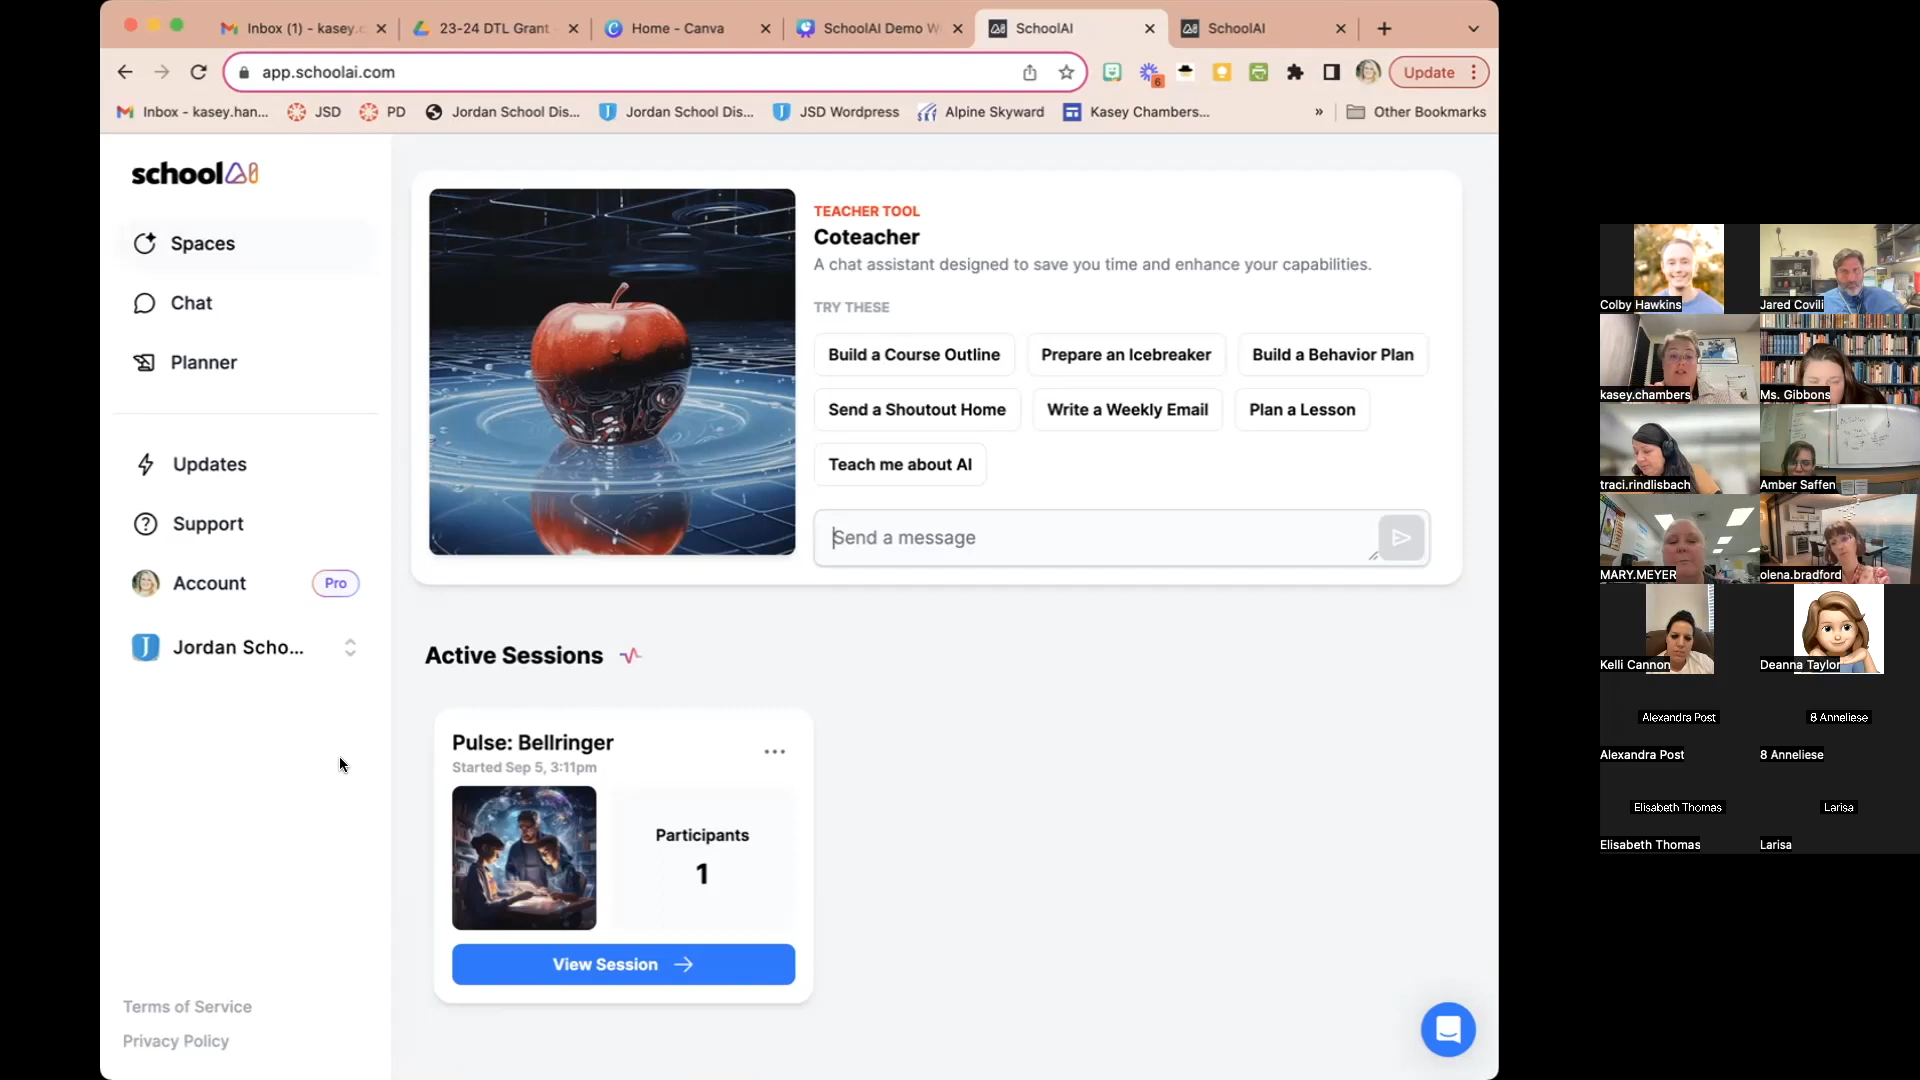 Inbox (1) - kasey.c
23-24 DTL Grant
Home - Canva
SchoolAI Demo W
SchoolAI
SchoolAI
app.schoolai.com
6
Update
Inbox - kasey.han...
JSD
PD
Jordan School Dis...
Jordan School Dis...
JSD Wordpress
Alpine Skyward
Kasey Chambers...
»
Other Bookmarks
schoolAI
Spaces
Chat
Planner
Updates
Support
Account
Pro
J
Jordan Scho...
Terms of Service
Privacy Policy
TEACHER TOOL
Coteacher
A chat assistant designed to save you time and enhance your capabilities.
TRY THESE
Build a Course Outline
Prepare an Icebreaker
Build a Behavior Plan
Send a Shoutout Home
Write a Weekly Email
Plan a Lesson
Teach me about AI
Send a message
Active Sessions
Pulse: Bellringer
Started Sep 5, 3:11pm
Participants
1
View Session
Colby Hawkins
Jared Covili
kasey.chambers
Ms. Gibbons
traci.rindlisbach
Amber Saffen
MARY.MEYER
olena.bradford
Kelli Cannon
Deanna Taylor
Alexandra Post
8 Anneliese
Alexandra Post
8 Anneliese
Elisabeth Thomas
Larisa
Elisabeth Thomas
Larisa